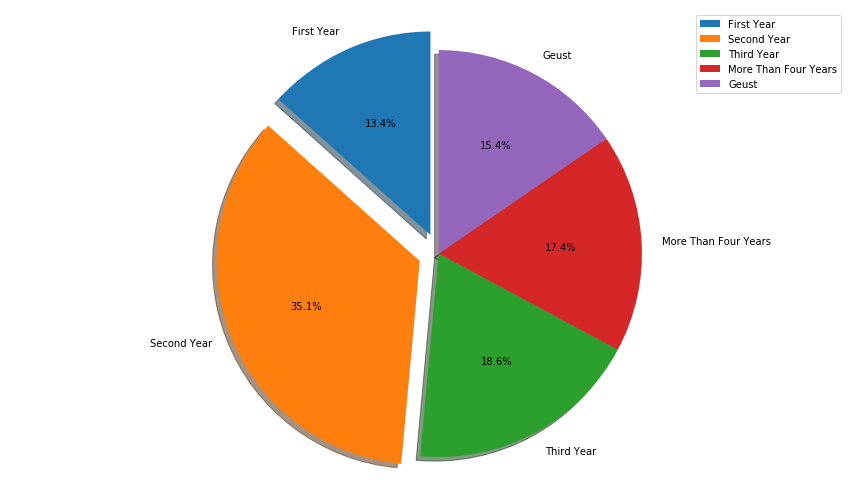 First Year
First Year
Second Year
Third Year
More Than Four Years
Geust
Geust
13.4%
15.4%
More Than Four Years
17.4%
35.1%
Second Year
18.6%
Third Year